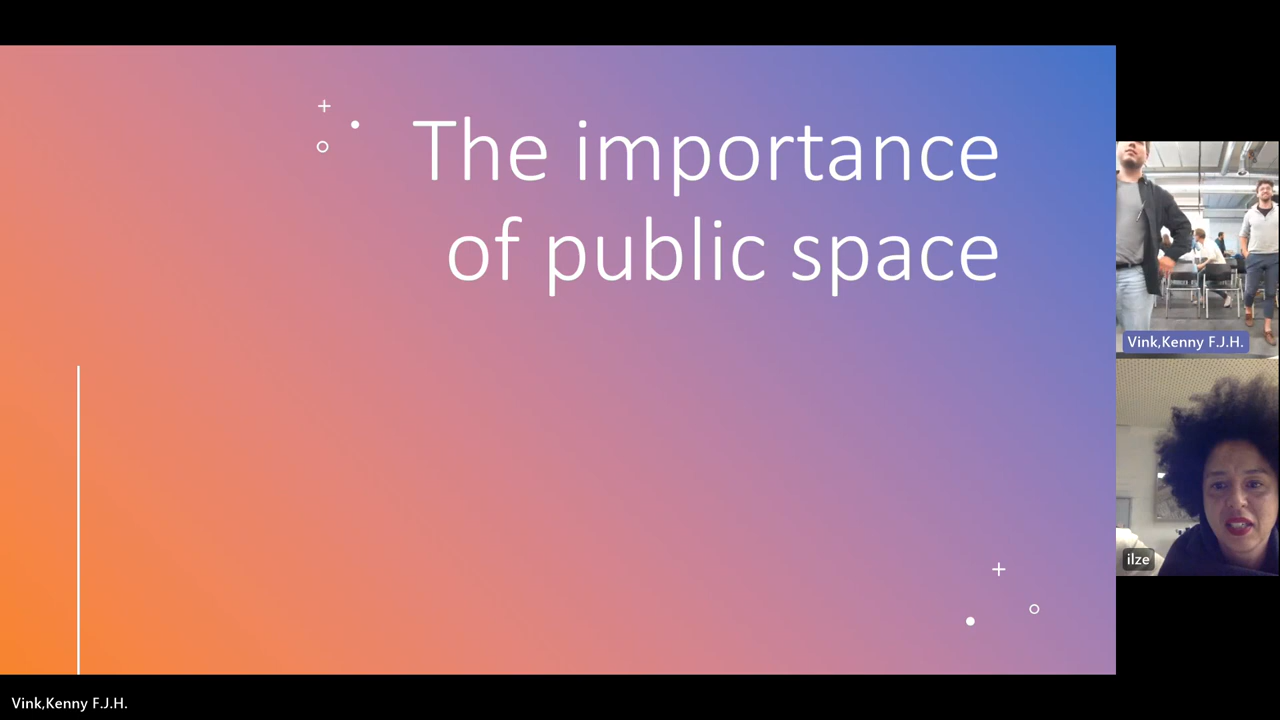 The importance
of public space
Vink,Kenny F.J.H.
ilze
Vink,Kenny F.J.H.